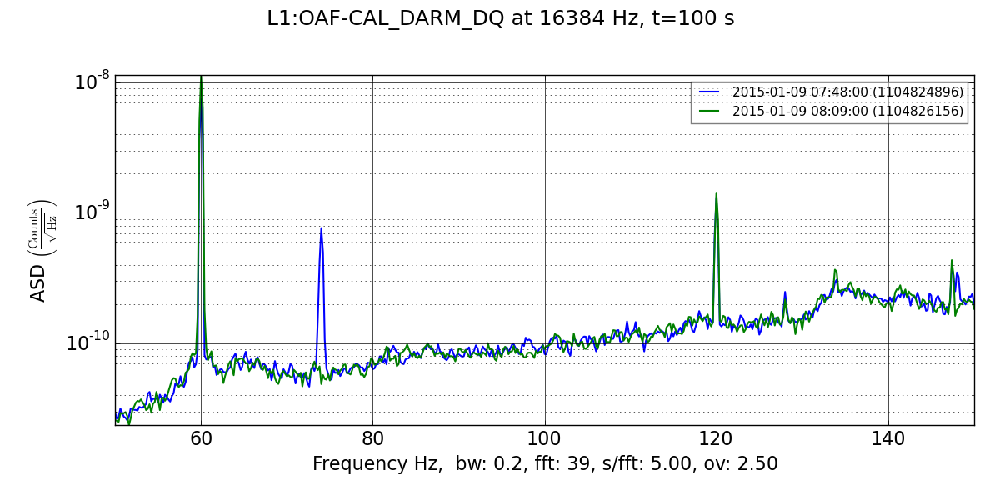 L1:OAF-CAL_DARM_DQ at 16384 Hz, t=100 s
2015-01-09 07:48:00 (1104824896)
2015-01-09 08:09:00 (1104826156)
10^-8
10^-9
10^-10
ASD (Counts/√Hz)
60 80 100 120 140
Frequency Hz,  bw: 0.2, fft: 39, s/fft: 5.00, ov: 2.50